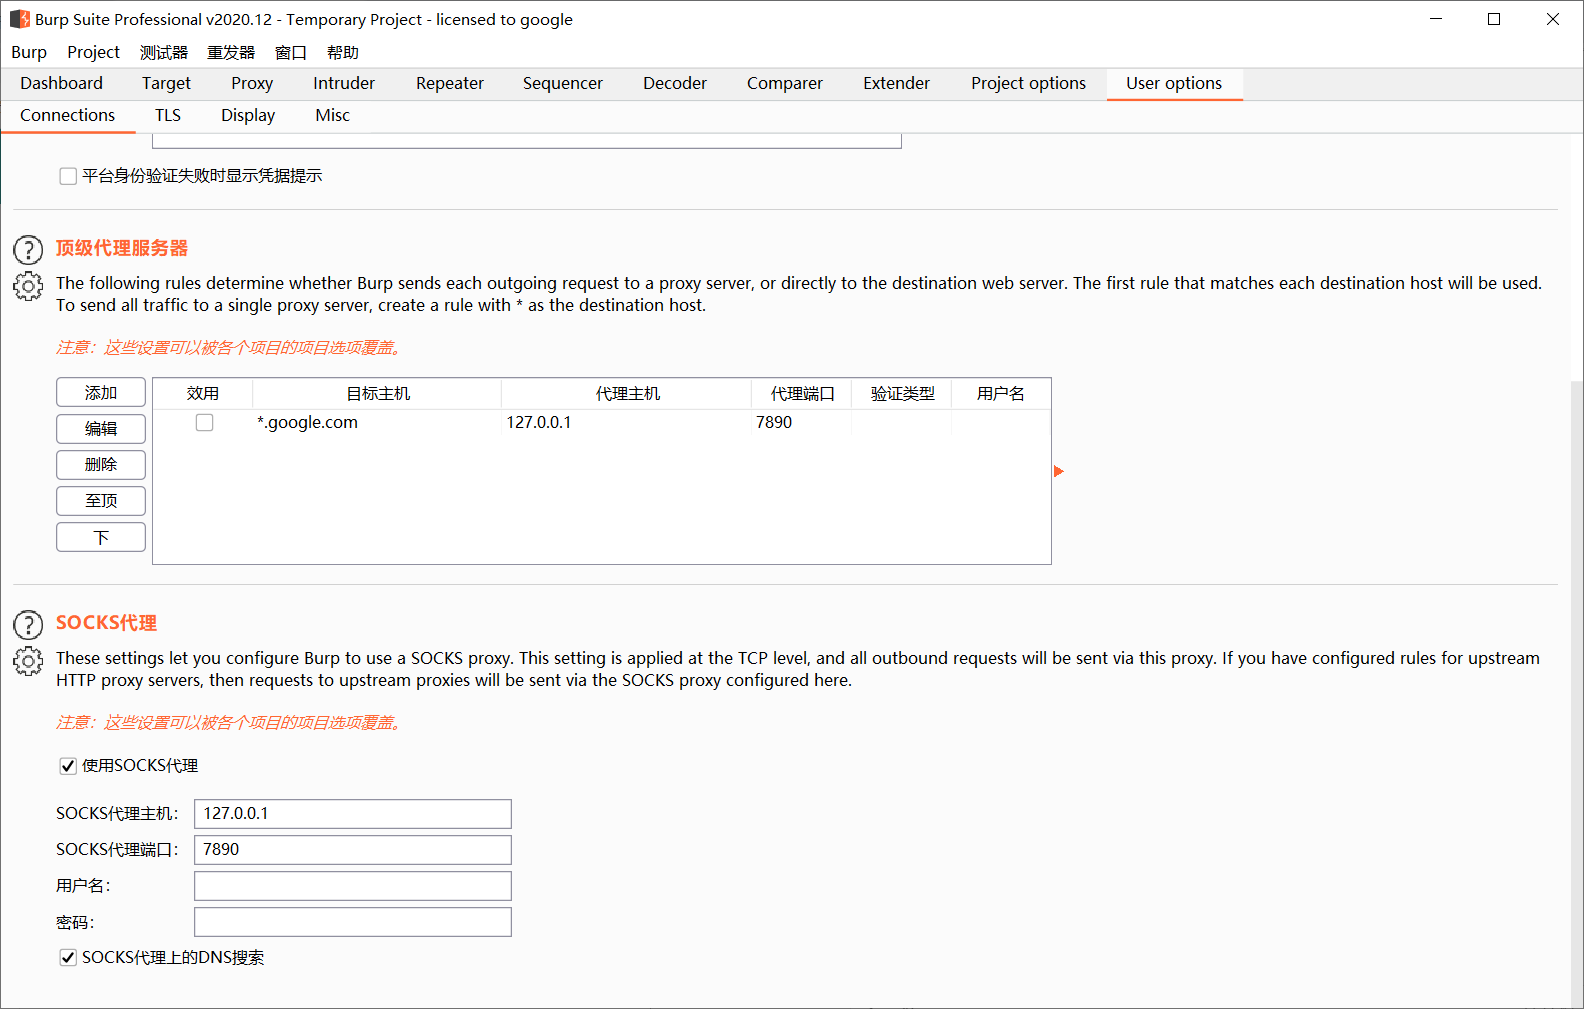 Burp Suite Professional v2020.12 - Temporary Project - licensed to google
Burp Project 测试器 重发器 窗口 帮助
Dashboard Target Proxy Intruder Repeater Sequencer Decoder Comparer Extender Project options User options
Connections TLS Display Misc
平台身份验证失败时显示凭据提示
顶级代理服务器
The following rules determine whether Burp sends each outgoing request to a proxy server, or directly to the destination web server. The first rule that matches each destination host will be used.
To send all traffic to a single proxy server, create a rule with * as the destination host.
注意：这些设置可以被各个项目的项目选项覆盖。
添加
编辑
删除
至顶
下
效用 目标主机 代理主机 代理端口 验证类型 用户名
*.google.com 127.0.0.1 7890
SOCKS代理
These settings let you configure Burp to use a SOCKS proxy. This setting is applied at the TCP level, and all outbound requests will be sent via this proxy. If you have configured rules for upstream
HTTP proxy servers, then requests to upstream proxies will be sent via the SOCKS proxy configured here.
注意：这些设置可以被各个项目的项目选项覆盖。
使用SOCKS代理
SOCKS代理主机： 127.0.0.1
SOCKS代理端口： 7890
用户名：
密码：
SOCKS代理上的DNS搜索